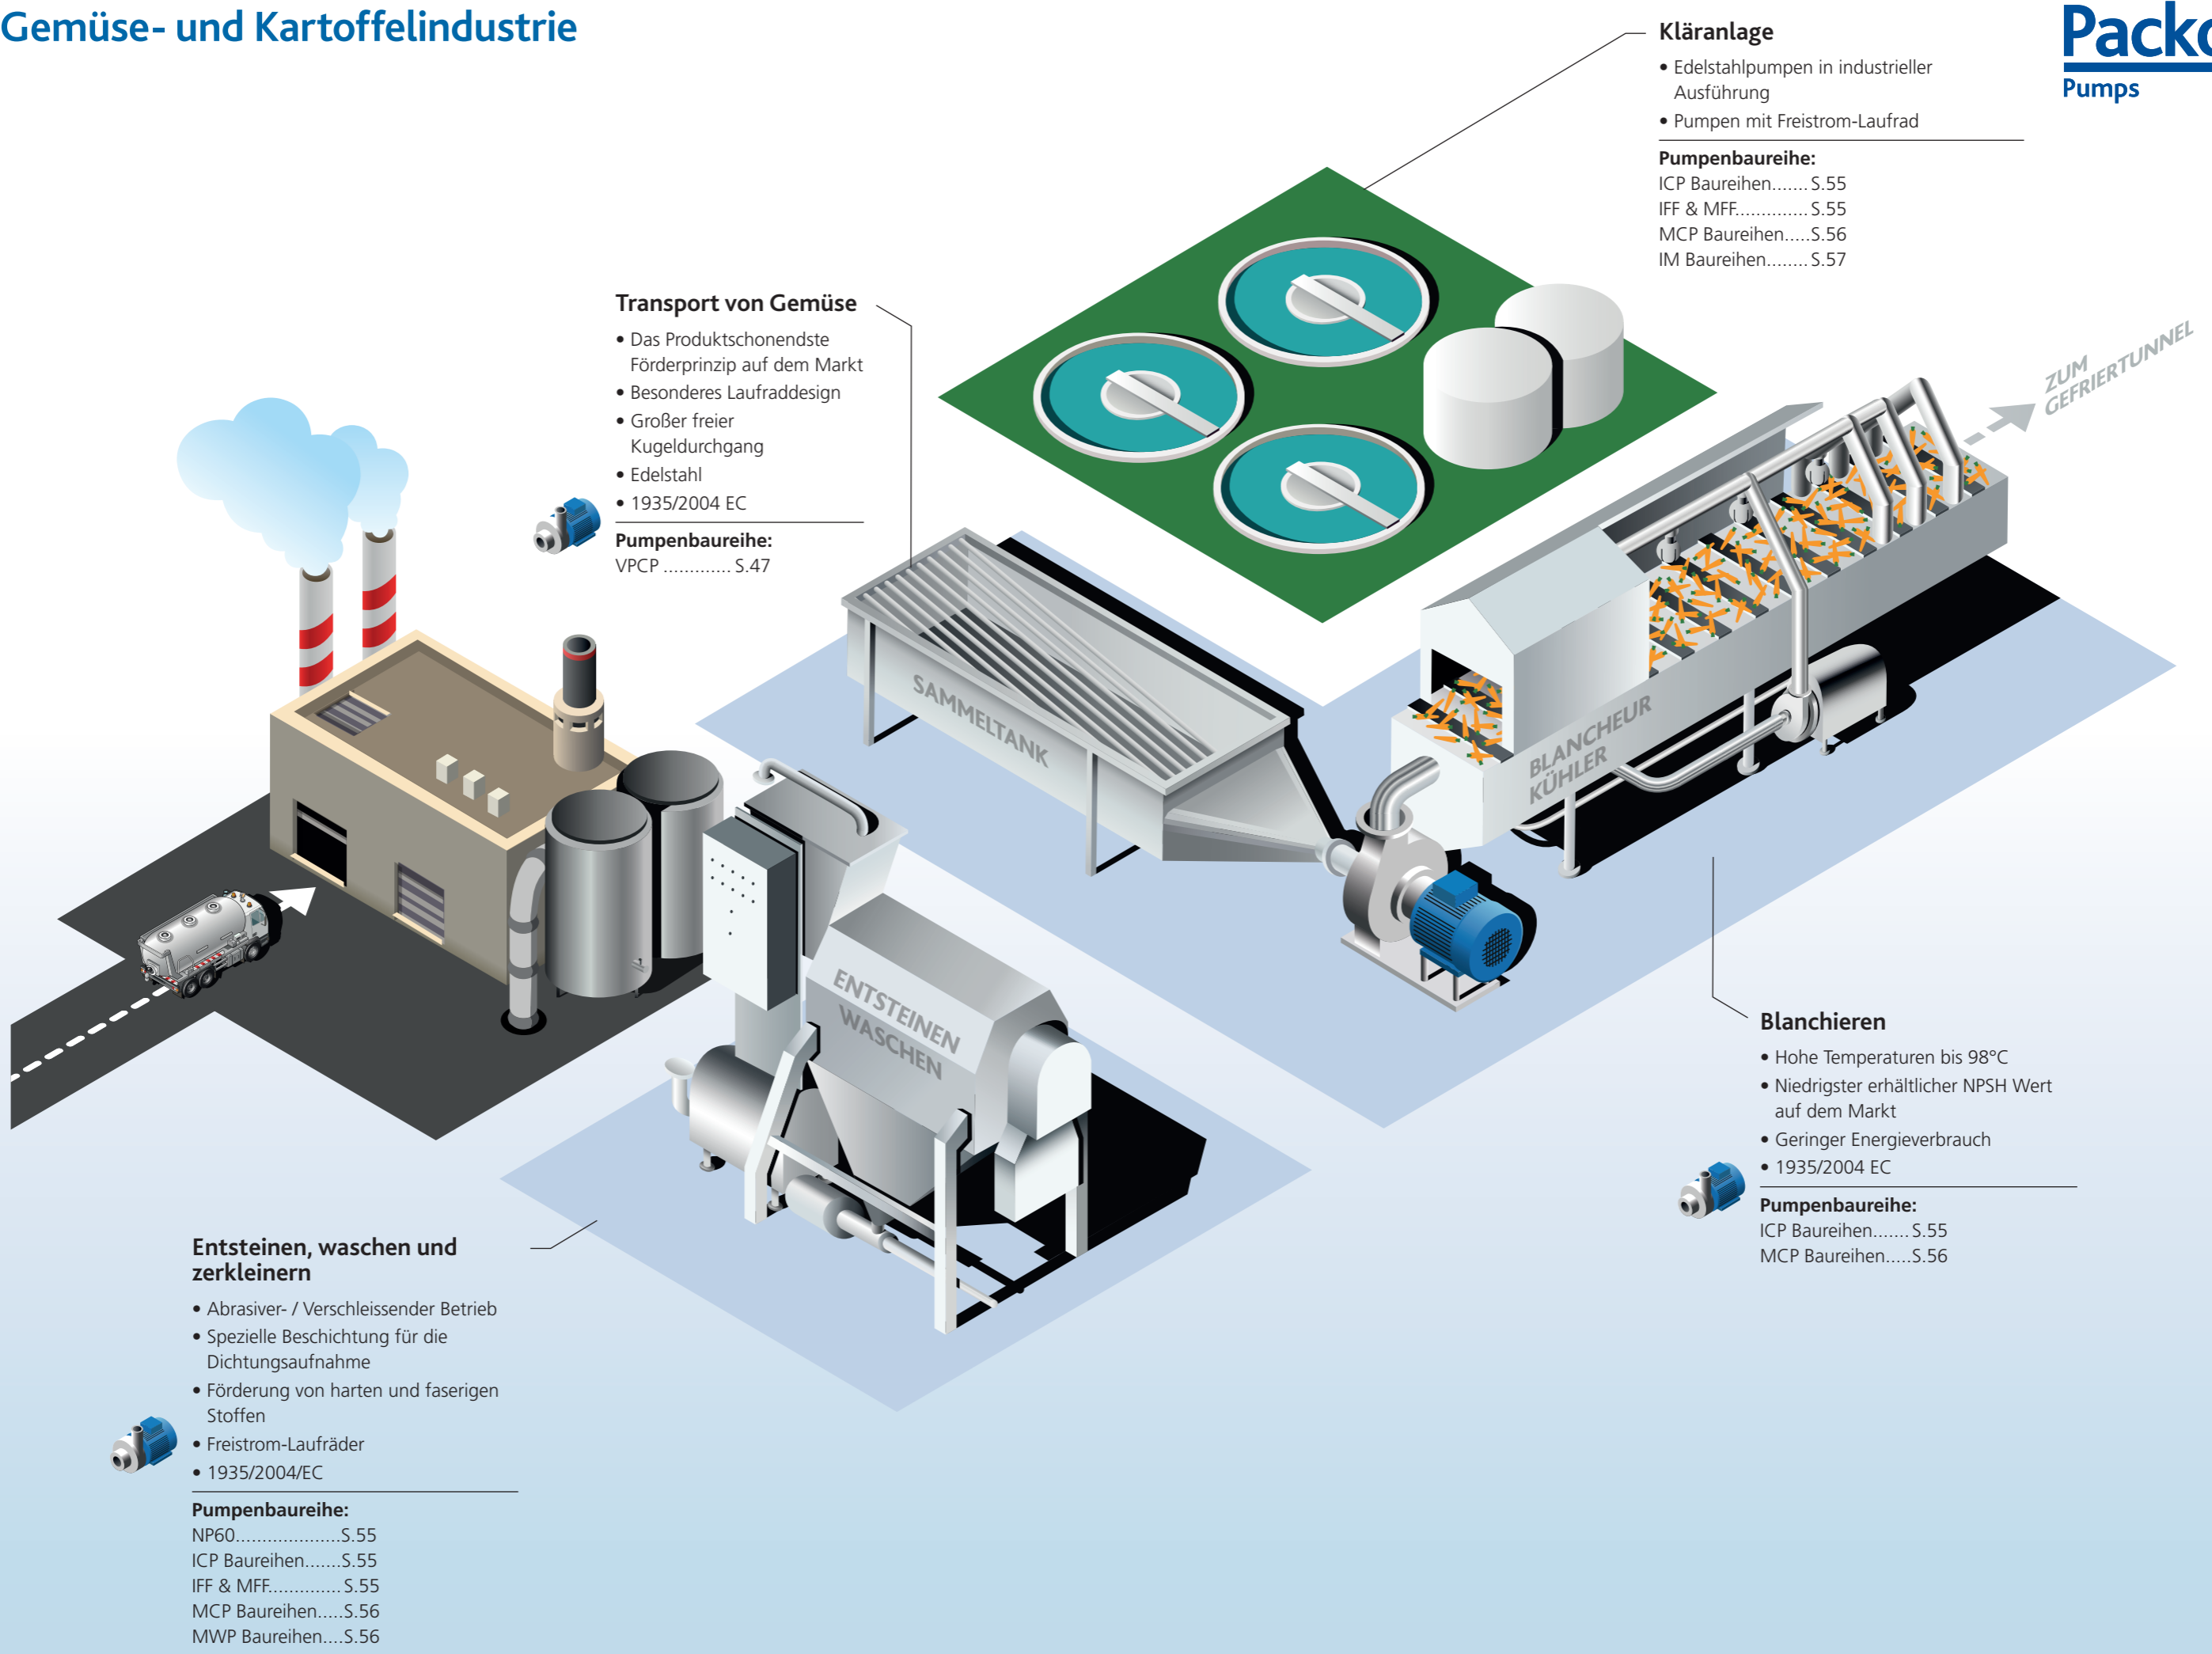 Gemüse- und Kartoffelindustrie
Pumps
Kläranlage
• Edelstahlpumpen in industrieller
Ausführung
• Pumpen mit Freistrom-Laufrad
Pumpenbaureihe:
ICP Baureihen.......S.55
IFF & MFF..............S.55
MCP Baureihen.....S.56
IM Baureihen........S.57
Transport von Gemüse
• Das Produktschonendste
Förderprinzip auf dem Markt
• Besonderes Laufraddesign
• Großer freier
Kugeldurchgang
• Edelstahl
• 1935/2004 EC
Pumpenbaureihe:
VPCP ............. S.47
ZUM
GEFRIERTUNNEL
SAMMELTANK
BLANCHEUR
KÜHLER
ENTSTEINEN
WASCHEN
Blanchieren
• Hohe Temperaturen bis 98°C
• Niedrigster erhältlicher NPSH Wert
auf dem Markt
• Geringer Energieverbrauch
• 1935/2004 EC
Pumpenbaureihe:
ICP Baureihen.......S.55
MCP Baureihen.....S.56
Entsteinen, waschen und
zerkleinern
• Abrasiver- / Verschleissender Betrieb
• Spezielle Beschichtung für die
Dichtungsaufnahme
• Förderung von harten und faserigen
Stoffen
• Freistrom-Laufräder
• 1935/2004/EC
Pumpenbaureihe:
NP60....................S.55
ICP Baureihen.......S.55
IFF & MFF..............S.55
MCP Baureihen.....S.56
MWP Baureihen....S.56